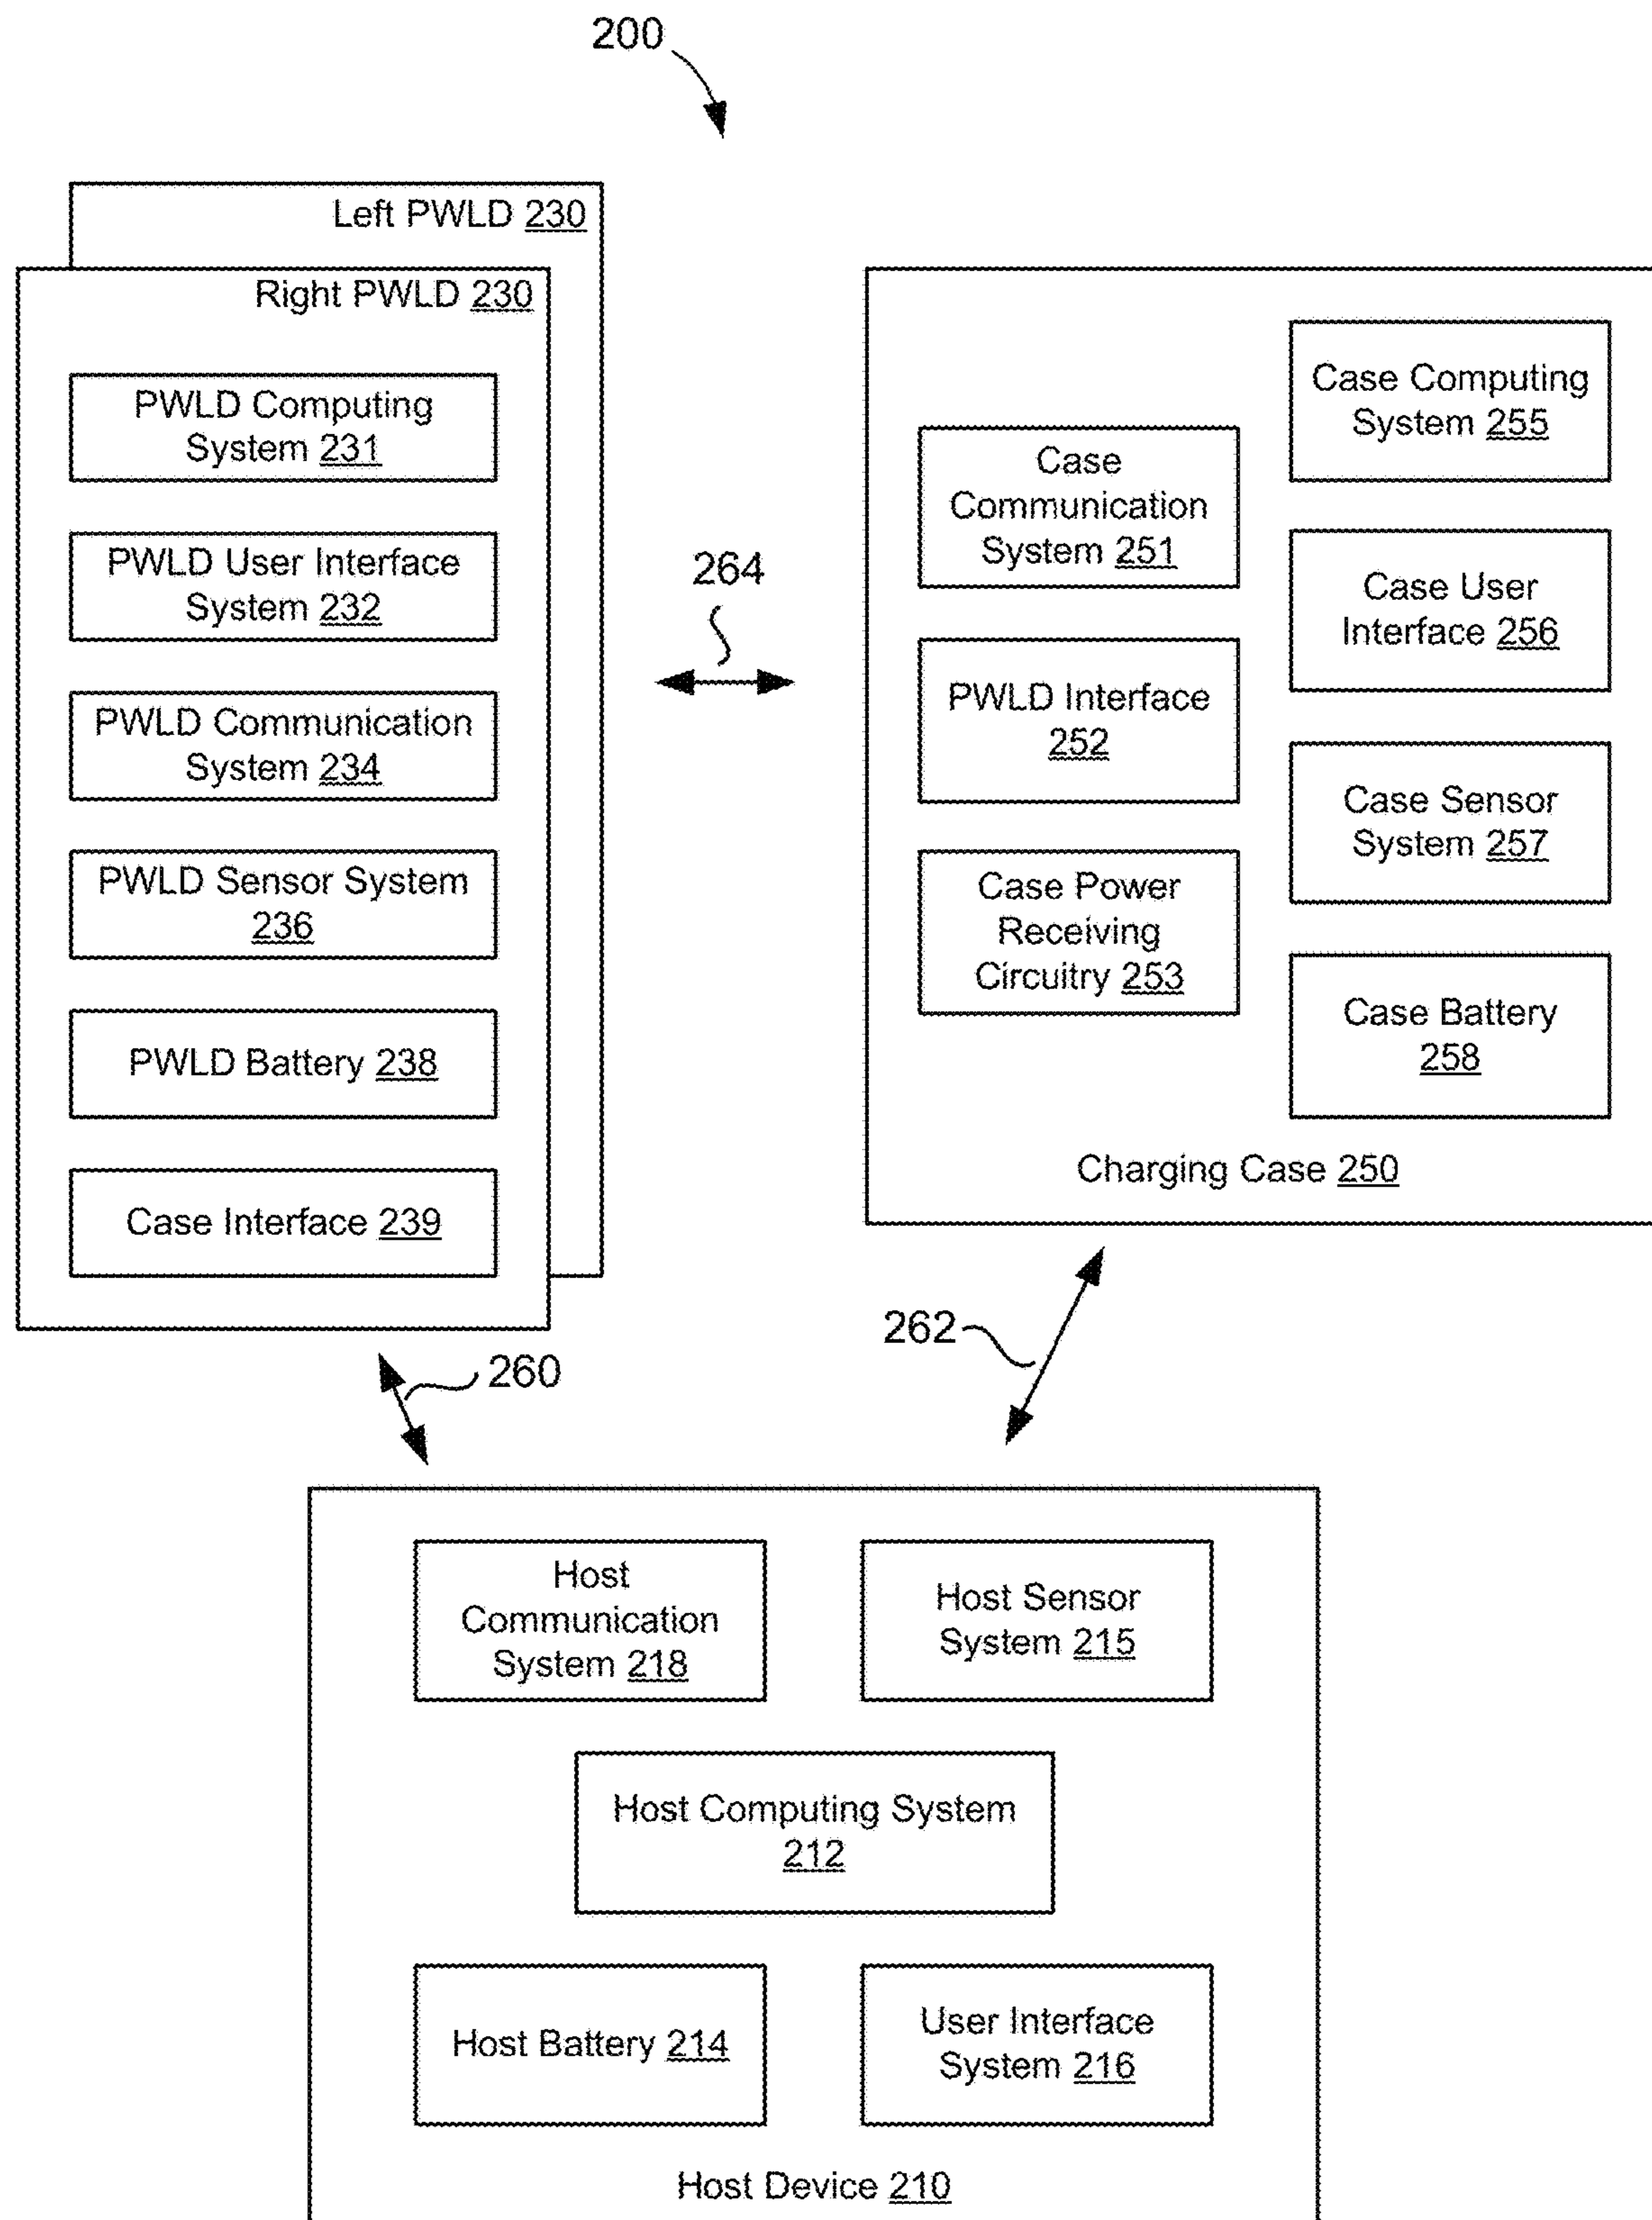 200
Left PWLD 230
Right PWLD 230
PWLD Computing
System 231
PWLD User Interface
System 232
PWLD Communication
System 234
PWLD Sensor System
236
PWLD Battery 238
Case Interface 239
264
Case
Communication
System 251
PWLD Interface
252
Case Power
Receiving
Circuitry 253
Case Computing
System 255
Case User
Interface 256
Case Sensor
System 257
Case Battery
258
Charging Case 250
260
262
Host
Communication
System 218
Host Sensor
System 215
Host Computing System
212
Host Battery 214
User Interface
System 216
Host Device 210